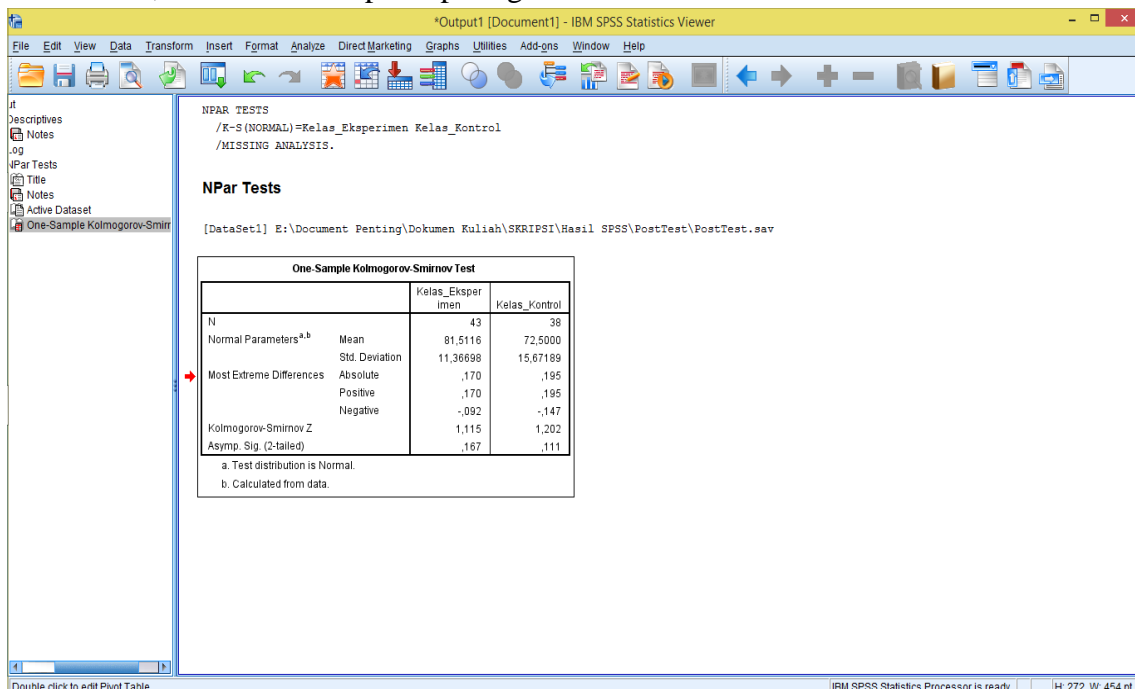 *Output1 [Document1] - IBM SPSS Statistics Viewer
File Edit View Data Transform Insert Format Analyze Direct Marketing Graphs Utilities Add-ons Window Help
ut
Descriptives
Notes
Log
NPar Tests
Title
Notes
Active Dataset
One-Sample Kolmogorov-Smirr
NPAR TESTS
/K-S(NORMAL)=Kelas_Eksperimen Kelas_Kontrol
/MISSING ANALYSIS.
NPar Tests
[DataSet1] E:\Document Penting\Dokumen Kuliah\SKRIPSI\Hasil SPSS\PostTest\PostTest.sav
One-Sample Kolmogorov-Smirnov Test
Kelas_Eksper
imen Kelas_Kontrol
N 43 38
Normal Parametersa,b Mean 81,5116 72,5000
Std. Deviation 11,36698 15,67189
Most Extreme Differences Absolute ,170 ,195
Positive ,170 ,195
Negative -,092 -,147
Kolmogorov-Smirnov Z 1,115 1,202
Asymp. Sig. (2-tailed) ,167 ,111
a. Test distribution is Normal.
b. Calculated from data.
Double click to edit Pivot Table IBM SPSS Statistics Processor is ready H: 272, W: 454 pt